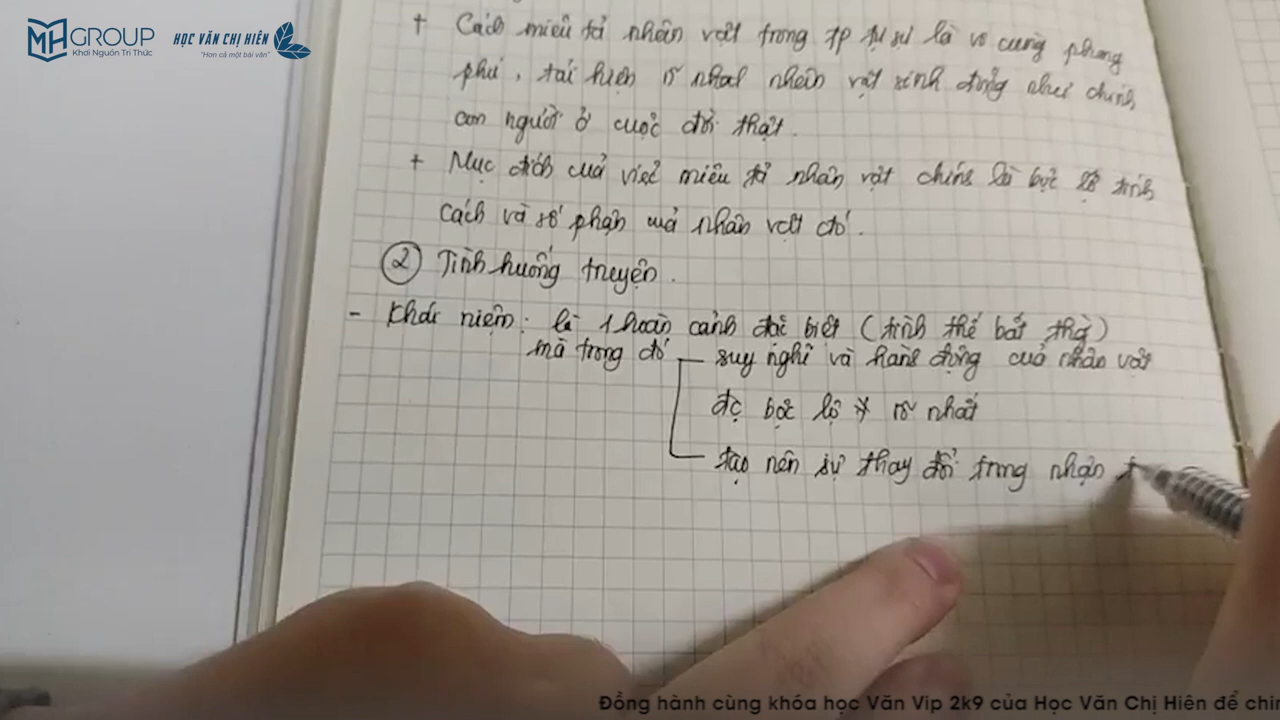 MH GROUP
Khơi Nguồn Tri Thức
HỌC VĂN CHỊ HIÊN
"Hơn cả một bài văn"
+ Cách miêu tả nhân vật trong tp tự sự là vô cùng phong
phú, tái hiện rõ nhất nhân vật sinh động như chính
con người ở cuộc đời thật.
+ Mục đích của việc miêu tả nhân vật chính là bộc lộ tính
cách và số phận của nhân vật đó.
② Tình huống truyện.
- Khái niệm: là 1 hoàn cảnh đặc biệt (tình thế bất thờ)
mà trong đó suy nghĩ và hành động của nhân vật
đc bộc lộ rõ nhất
tạo nên sự thay đổi trong nhận t
Đồng hành cùng khóa học Văn Vip 2k9 của Học Văn Chị Hiên để chin